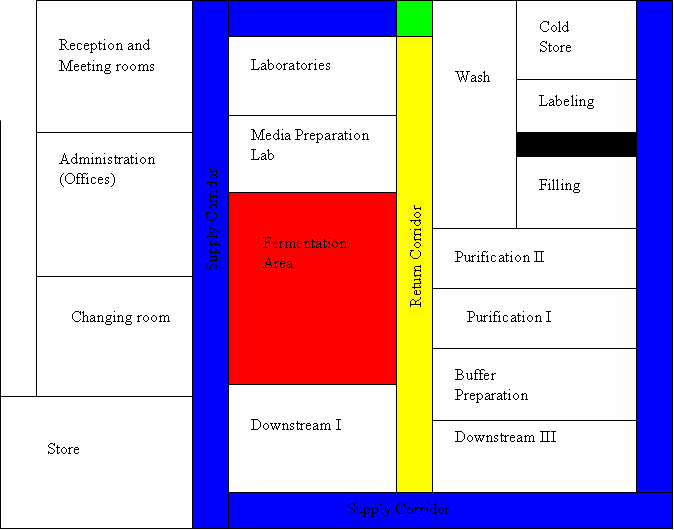 Reception and
Meeting rooms
Administration
(Offices)
Changing room
Store
Supply Corridor
Laboratories
Media Preparation
Lab
Fermentation
Area
Downstream I
Return Corridor
Wash
Cold
Store
Labeling
Filling
Purification II
Purification I
Buffer
Preparation
Downstream III
Supply Corridor